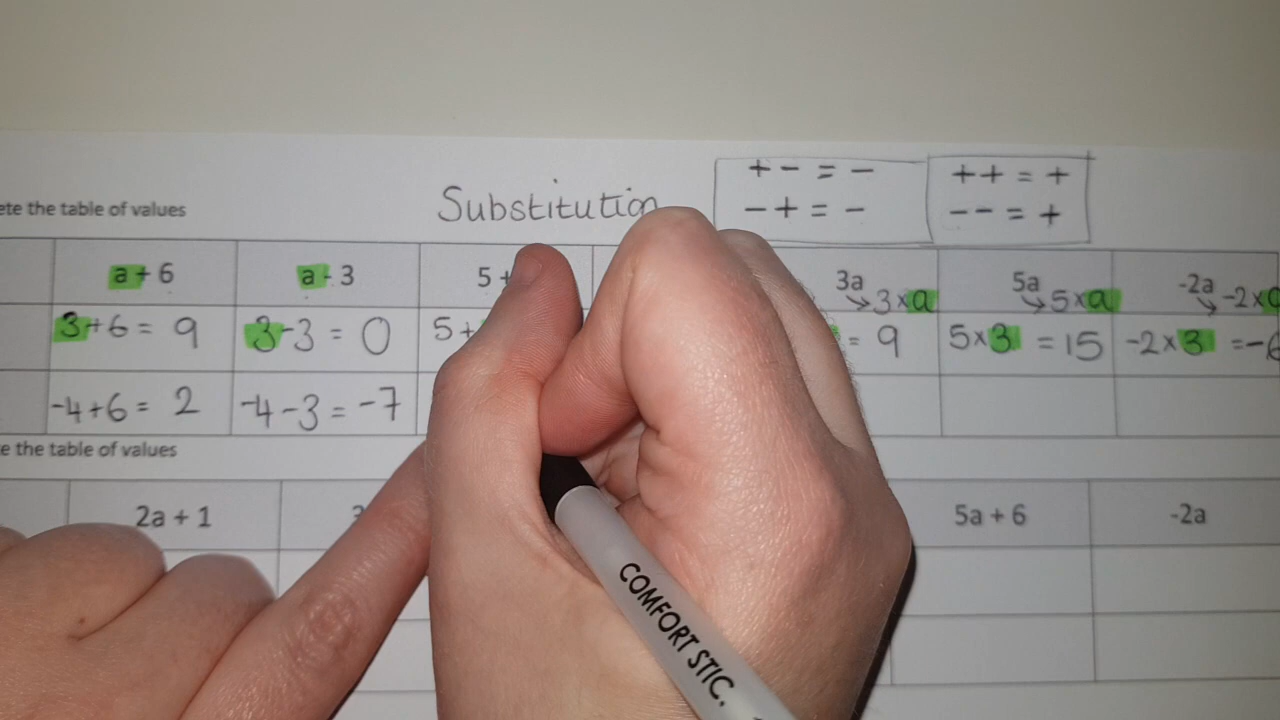 + - = -
- + = -
+ + = +
- - = +
Substitution
ete the table of values
a + 6
a - 3
5 +
3a
→ 3×a
5a
→ 5×a
-2a
→ -2×a
3+6 = 9
3-3 = 0
5+
= 9
5×3 = 15
-2×3 = -6
-4+6 = 2
-4-3 = -7
e the table of values
2a + 1
5a + 6
-2a
COMFORT STIC.